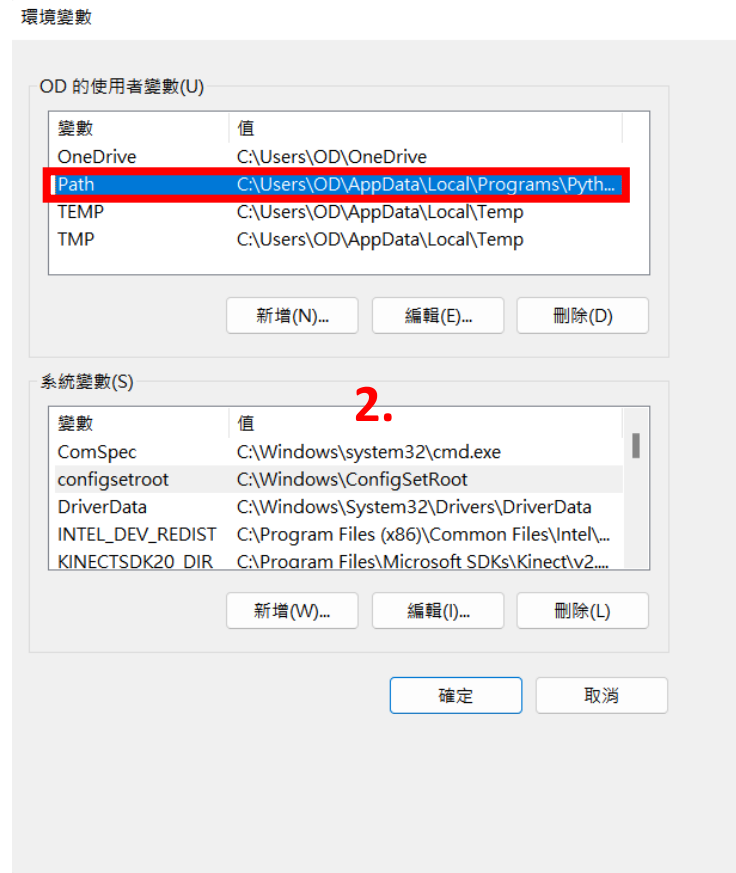 環境變數
OD 的使用者變數(U)
變數 值
OneDrive C:\Users\OD\OneDrive
Path C:\Users\OD\AppData\Local\Programs\Pyth...
TEMP C:\Users\OD\AppData\Local\Temp
TMP C:\Users\OD\AppData\Local\Temp
新增(N)... 編輯(E)... 刪除(D)
系統變數(S)
2.
變數 值
ComSpec C:\Windows\system32\cmd.exe
configsetroot C:\Windows\ConfigSetRoot
DriverData C:\Windows\System32\Drivers\DriverData
INTEL_DEV_REDIST C:\Program Files (x86)\Common Files\Intel\...
KINECTSDK20_DIR C:\Program Files\Microsoft SDKs\Kinect\v2....
新增(W)... 編輯(I)... 刪除(L)
確定 取消